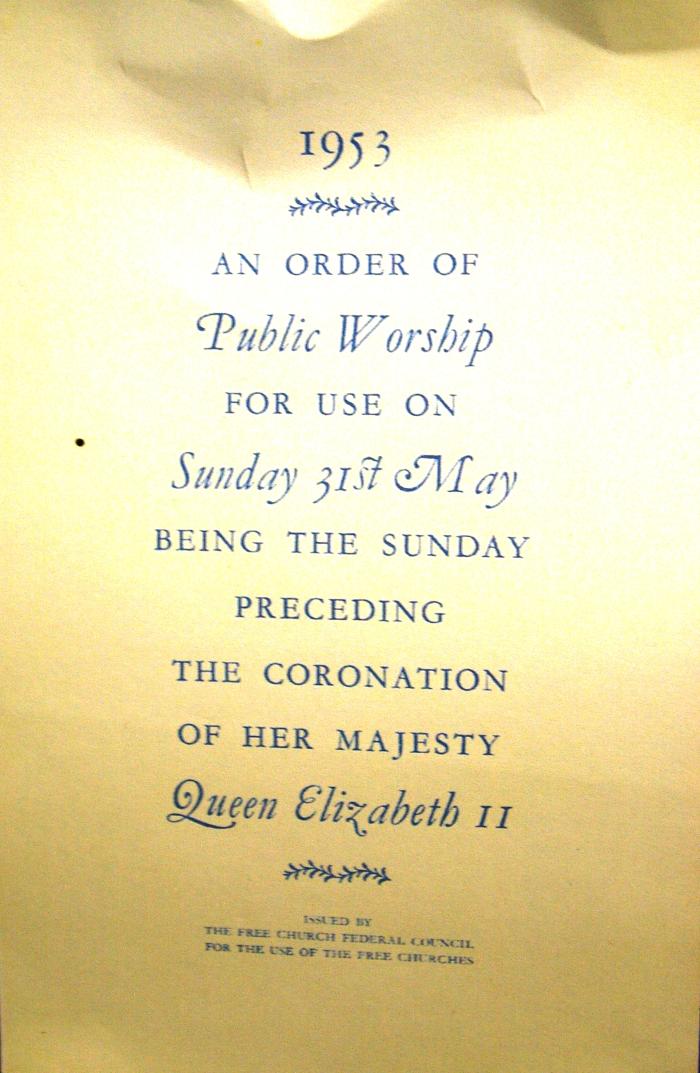 1953
AN ORDER OF
Public Worship
FOR USE ON
Sunday 31st May
BEING THE SUNDAY
PRECEDING
THE CORONATION
OF HER MAJESTY
Queen Elizabeth II
ISSUED BY
THE FREE CHURCH FEDERAL COUNCIL
FOR THE USE OF THE FREE CHURCHES